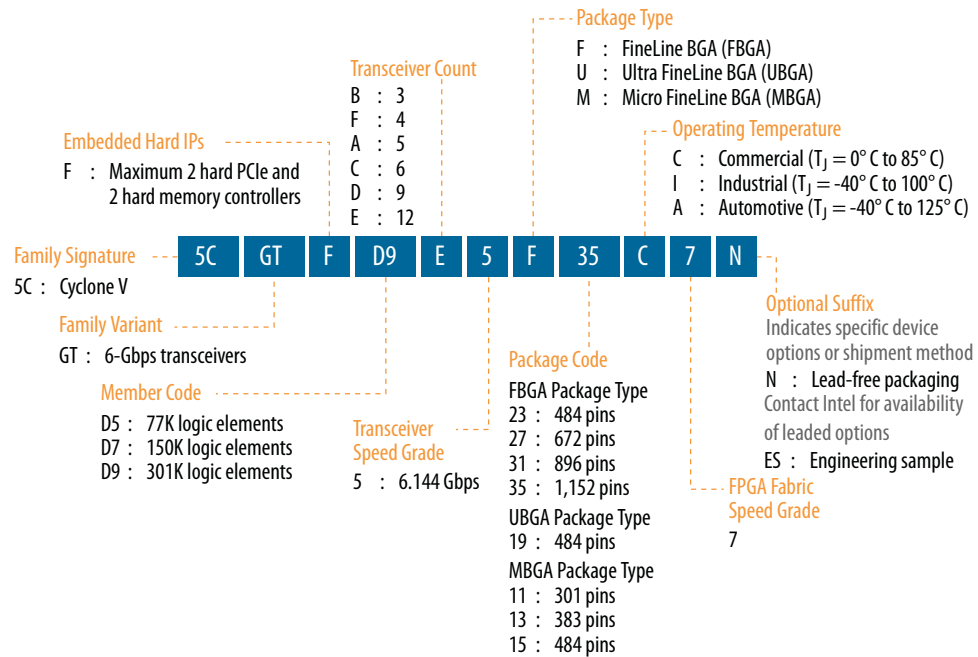 Package Type
F : FineLine BGA (FBGA)
U : Ultra FineLine BGA (UBGA)
M : Micro FineLine BGA (MBGA)
Transceiver Count
B : 3
F : 4
A : 5
C : 6
D : 9
E : 12
Operating Temperature
C : Commercial (TJ = 0° C to 85° C)
I : Industrial (TJ = -40° C to 100° C)
A : Automotive (TJ = -40° C to 125° C)
Embedded Hard IPs
F : Maximum 2 hard PCIe and
2 hard memory controllers
Family Signature
5C : Cyclone V
5C GT F D9 E 5 F 35 C 7 N
Family Variant
GT : 6-Gbps transceivers
Member Code
D5 : 77K logic elements
D7 : 150K logic elements
D9 : 301K logic elements
Transceiver
Speed Grade
5 : 6.144 Gbps
Package Code
FBGA Package Type
23 : 484 pins
27 : 672 pins
31 : 896 pins
35 : 1,152 pins
UBGA Package Type
19 : 484 pins
MBGA Package Type
11 : 301 pins
13 : 383 pins
15 : 484 pins
FPGA Fabric
Speed Grade
7
Optional Suffix
Indicates specific device
options or shipment method
N : Lead-free packaging
Contact Intel for availability
of leaded options
ES : Engineering sample